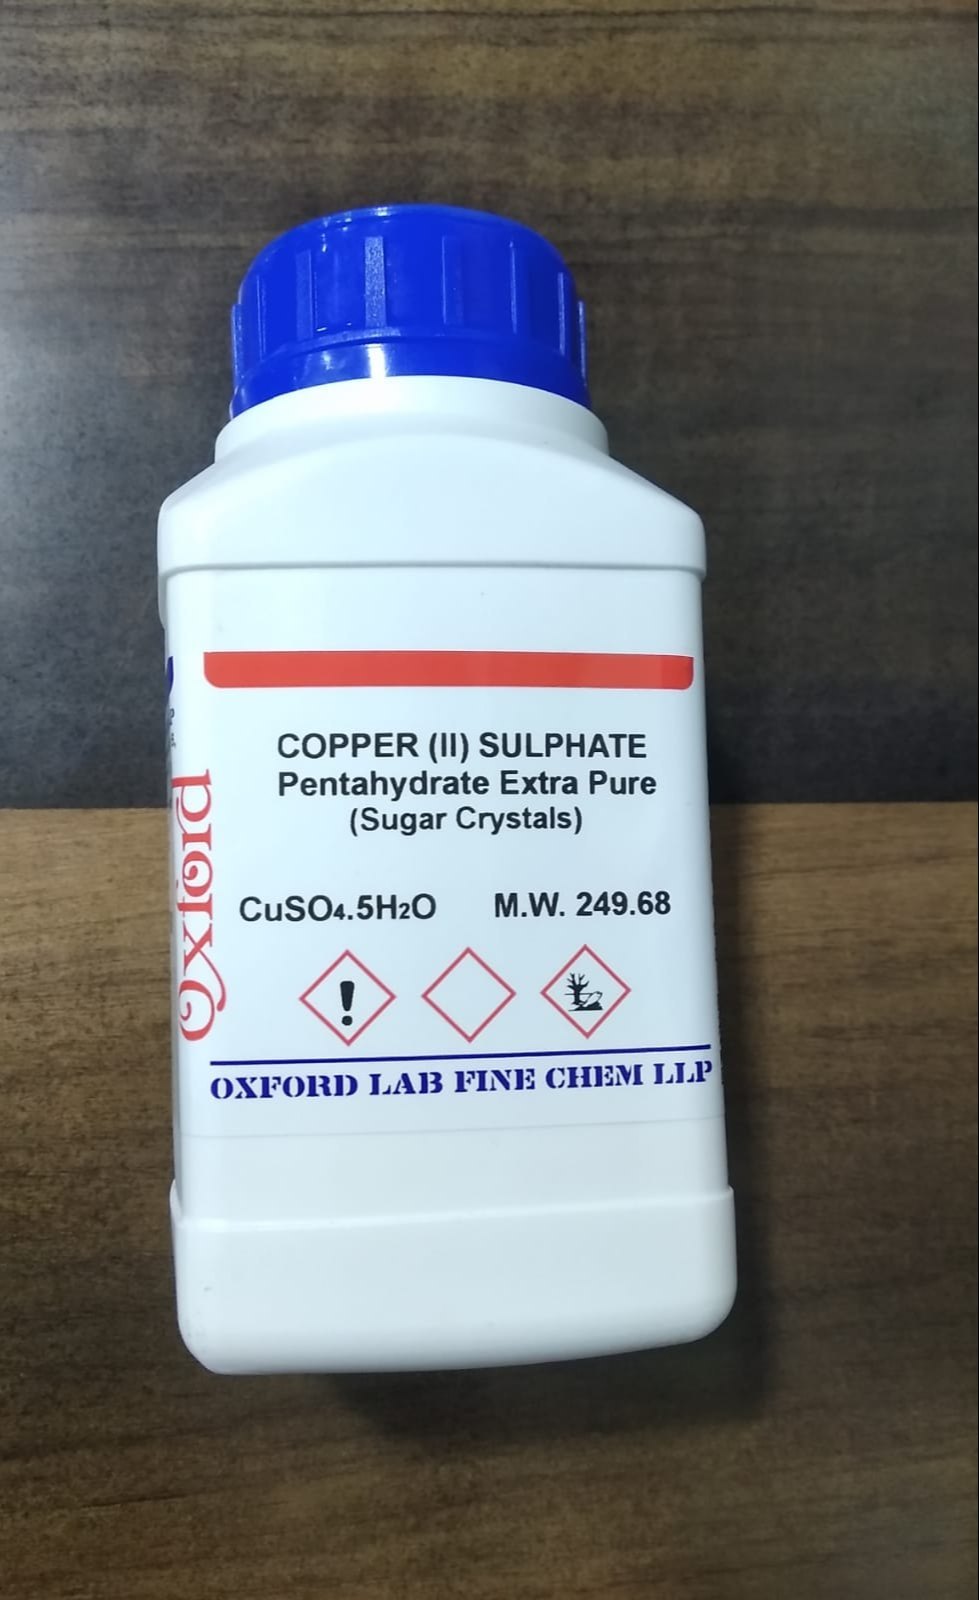 COPPER (II) SULPHATE
Pentahydrate Extra Pure
(Sugar Crystals)
CuSO₄.5H₂O M.W. 249.68
Oxford
OXFORD LAB FINE CHEM LLP